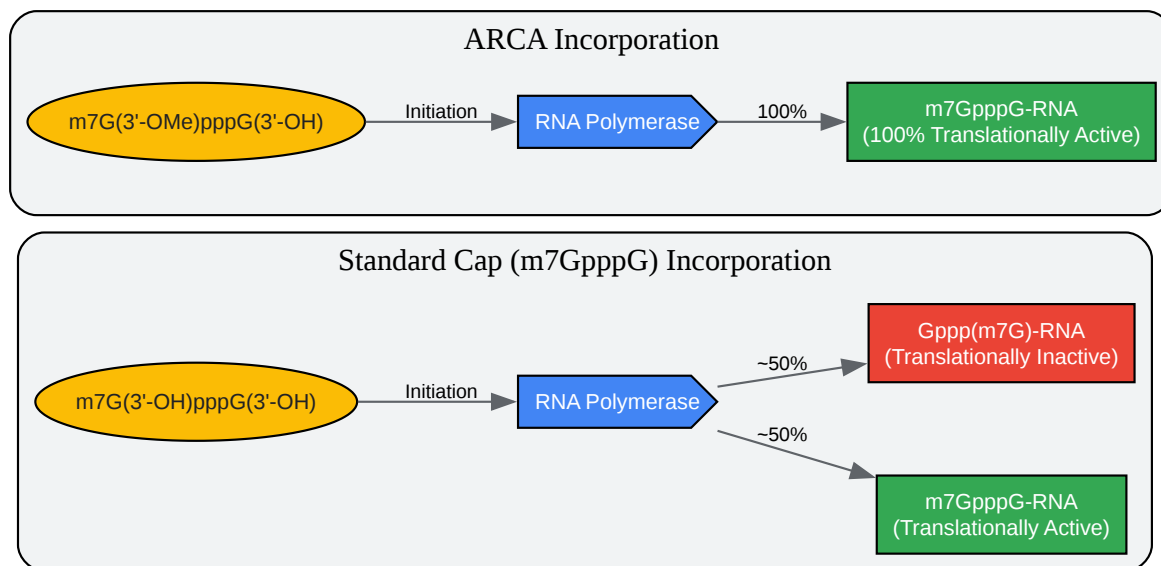 ARCA Incorporation
m7G(3'-OMe)pppG(3'-OH)
Initiation
RNA Polymerase
100%
m7GpppG-RNA
(100% Translationally Active)
Standard Cap (m7GpppG) Incorporation
m7G(3'-OH)pppG(3'-OH)
Initiation
RNA Polymerase
~50%
Gppp(m7G)-RNA
(Translationally Inactive)
~50%
m7GpppG-RNA
(Translationally Active)